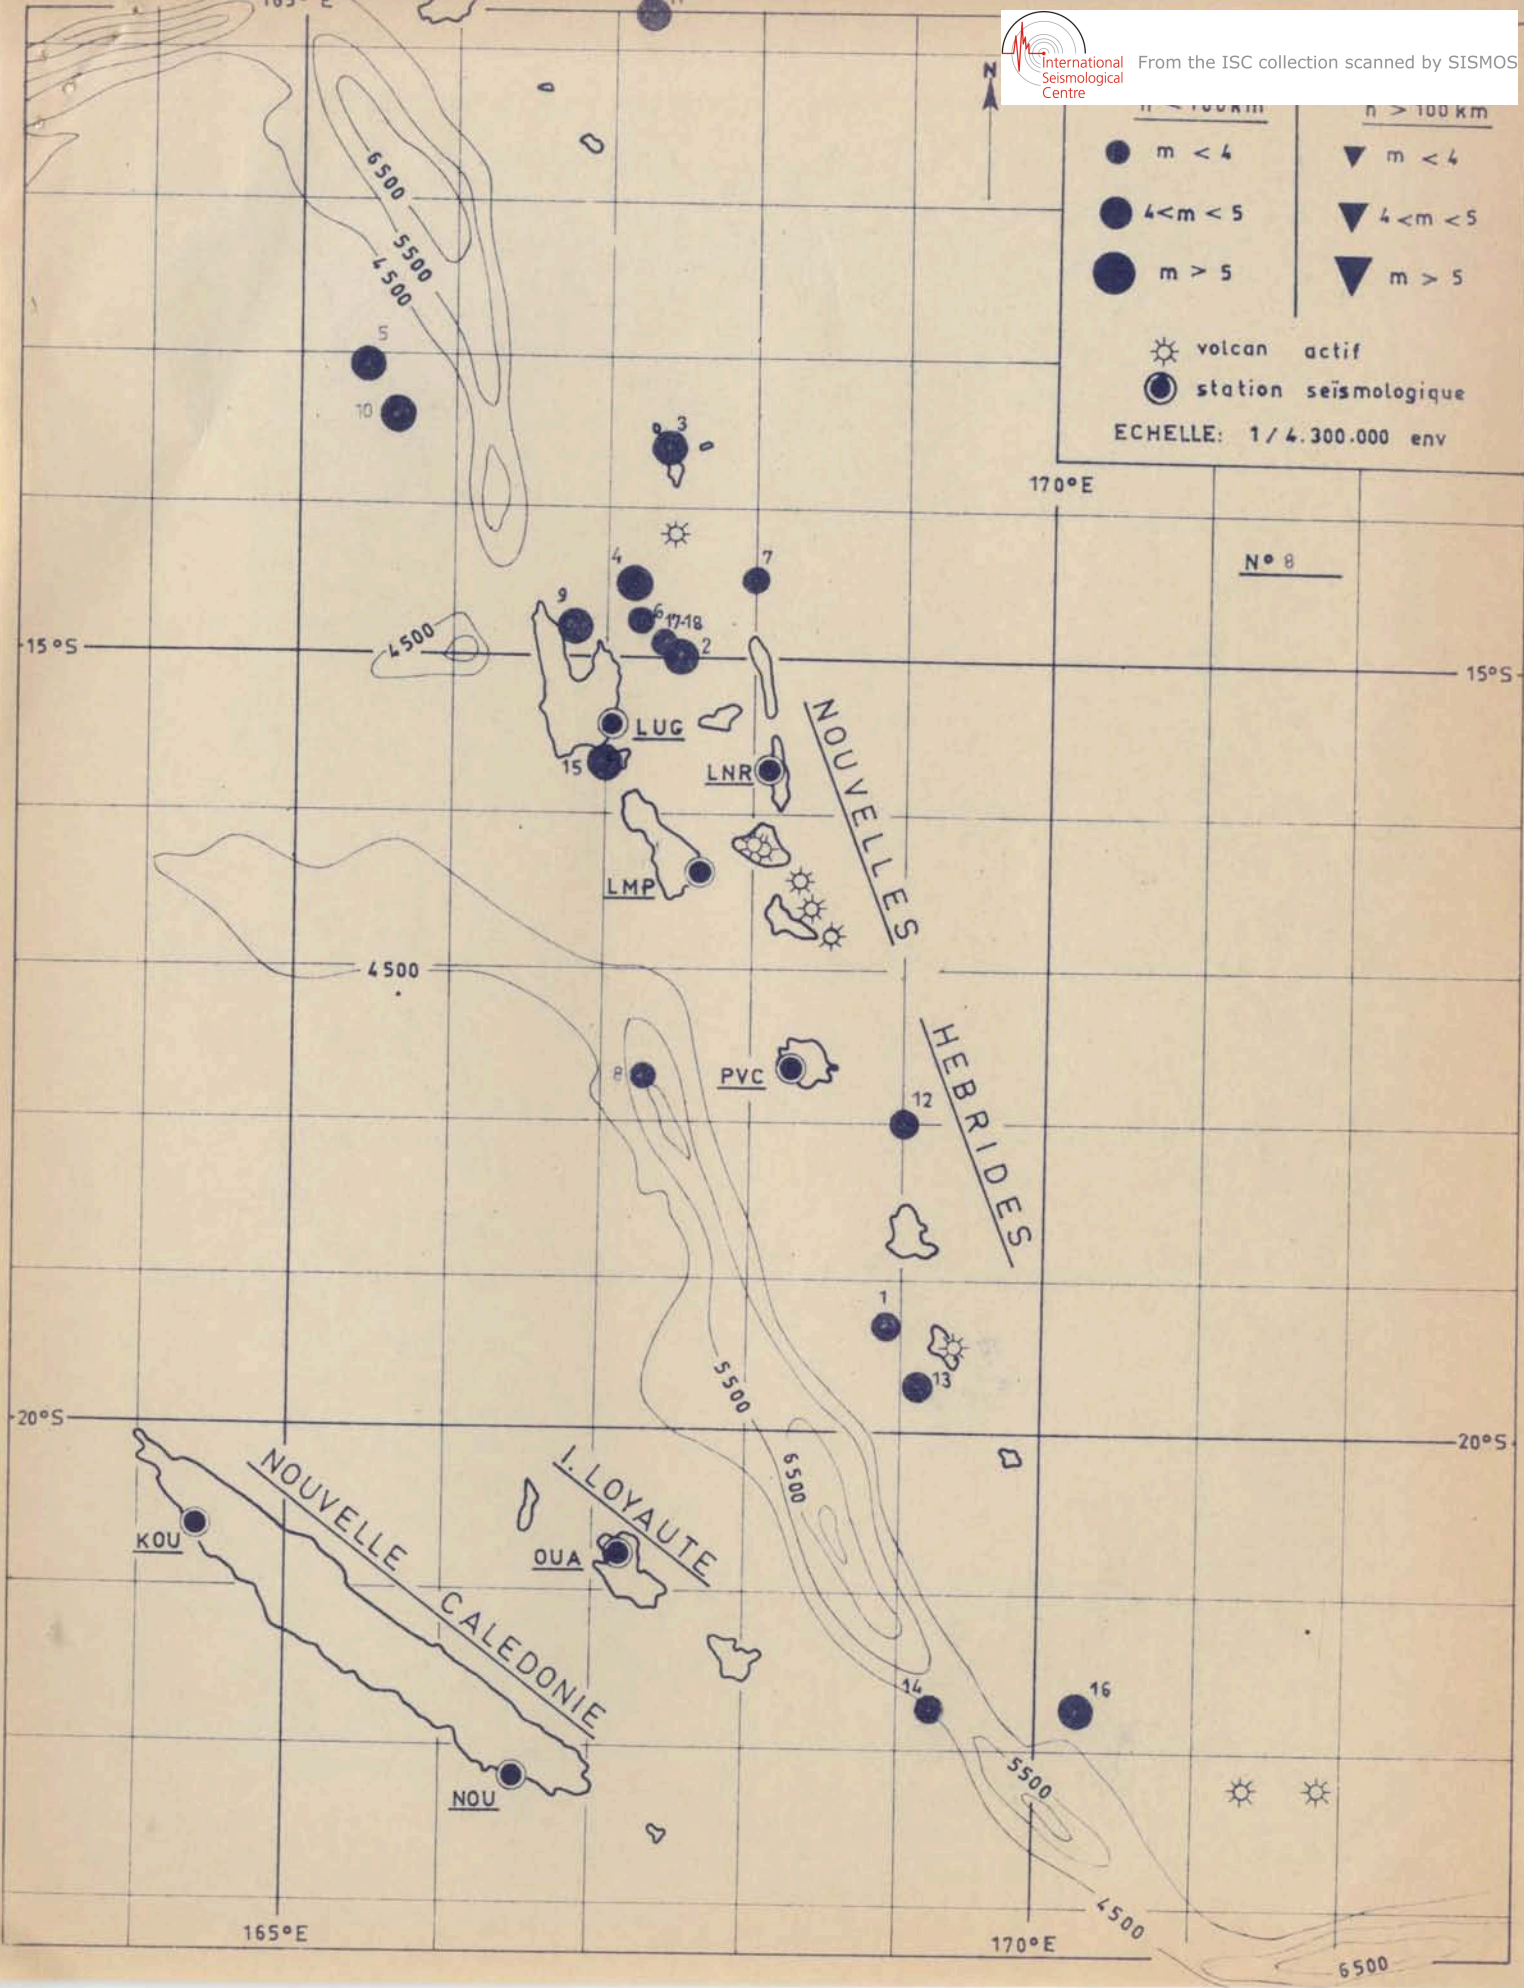 165° E
International
Seismological
Centre
From the ISC collection scanned by SISMOS
N
h < 100km
h > 100 km
m < 4
m < 4
4<m < 5
4<m <5
m > 5
m > 5
volcan actif
station seïsmologique
ECHELLE: 1/4.300.000 env
170°E
N° 8
6500
5500
4500
5
10
3
4
7
9
6
17-18
2
15°S
4500
15°S
LUG
15
LNR
NOUVELLES
LMP
4500
8
PVC
12
HEBRIDES
1
13
5500
20°S
20°S
6500
NOUVELLE CALEDONIE
I. LOYAUTE
KOU
OUA
14
16
5500
NOU
4500
165°E
170°E
6500